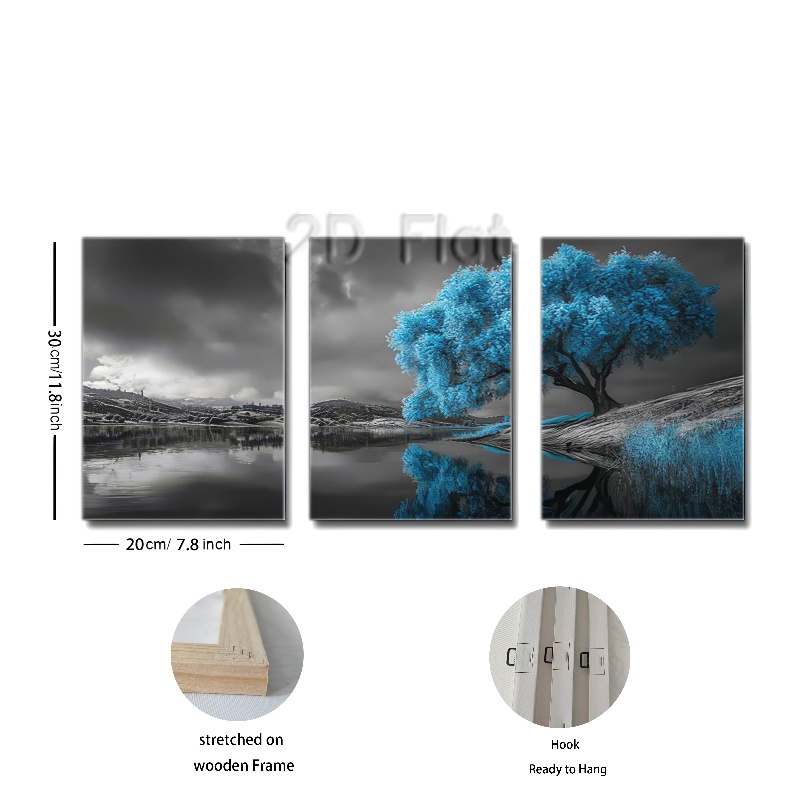 2D Flat
30cm/11.8inch
20cm/ 7.8 inch
stretched on
wooden Frame
Hook
Ready to Hang